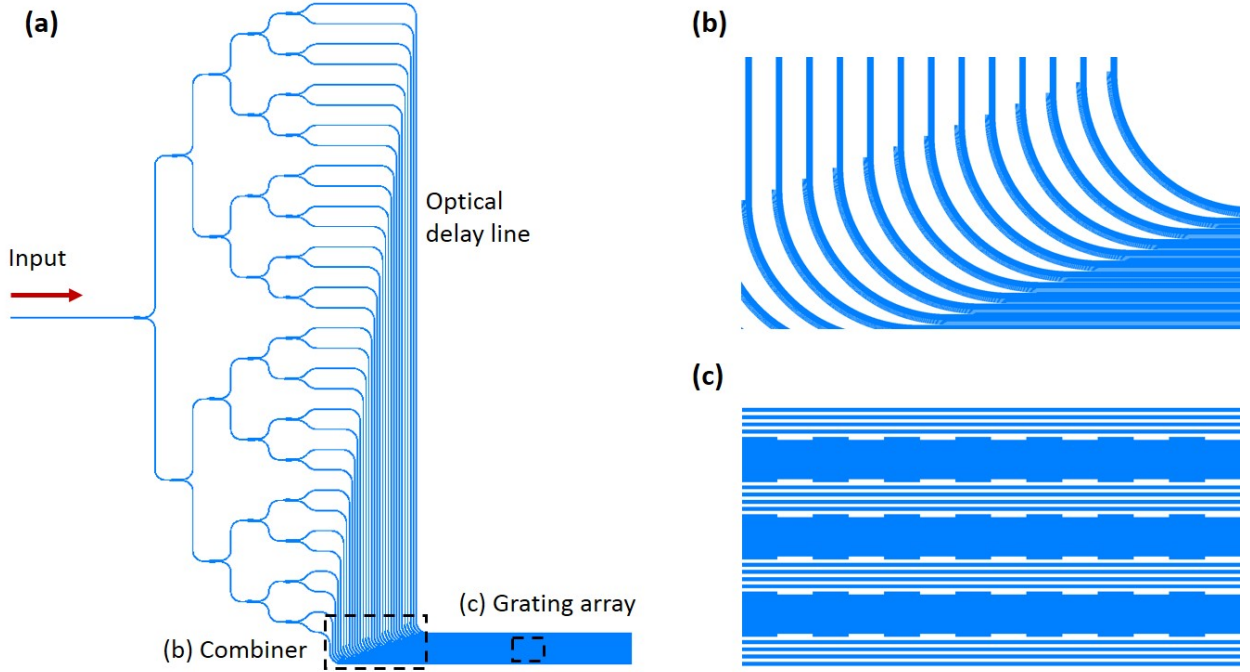 (a)
Input
Optical
delay line
(b) Combiner
(c) Grating array
(b)
(c)